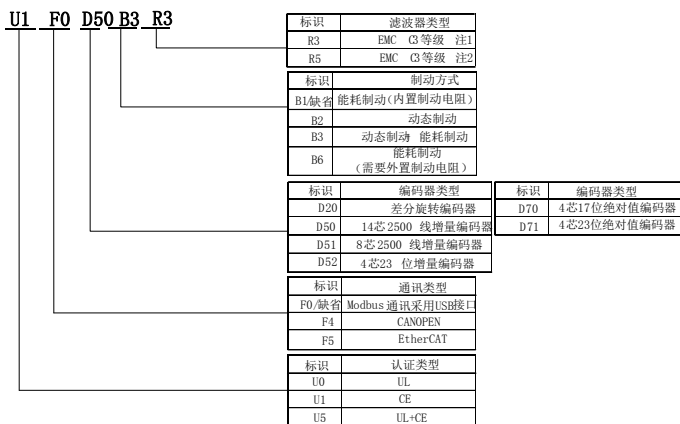 U1 F0 D50 B3 R3
标识 滤波器类型
R3 EMC C3等级 注1
R5 EMC C3等级 注2
标识 制动方式
B1/缺省 能耗制动(内置制动电阻)
B2 动态制动
B3 动态制动 能耗制动
B6 能耗制动
(需要外置制动电阻)
标识 编码器类型
D20 差分旋转编码器
D50 14芯2500 线增量编码器
D51 8芯2500 线增量编码器
D52 4芯23 位增量编码器
标识 编码器类型
D70 4芯17位绝对值编码器
D71 4芯23位绝对值编码器
标识 通讯类型
F0/缺省 Modbus通讯采用USB接口
F4 CANOPEN
F5 EtherCAT
标识 认证类型
U0 UL
U1 CE
U5 UL+CE